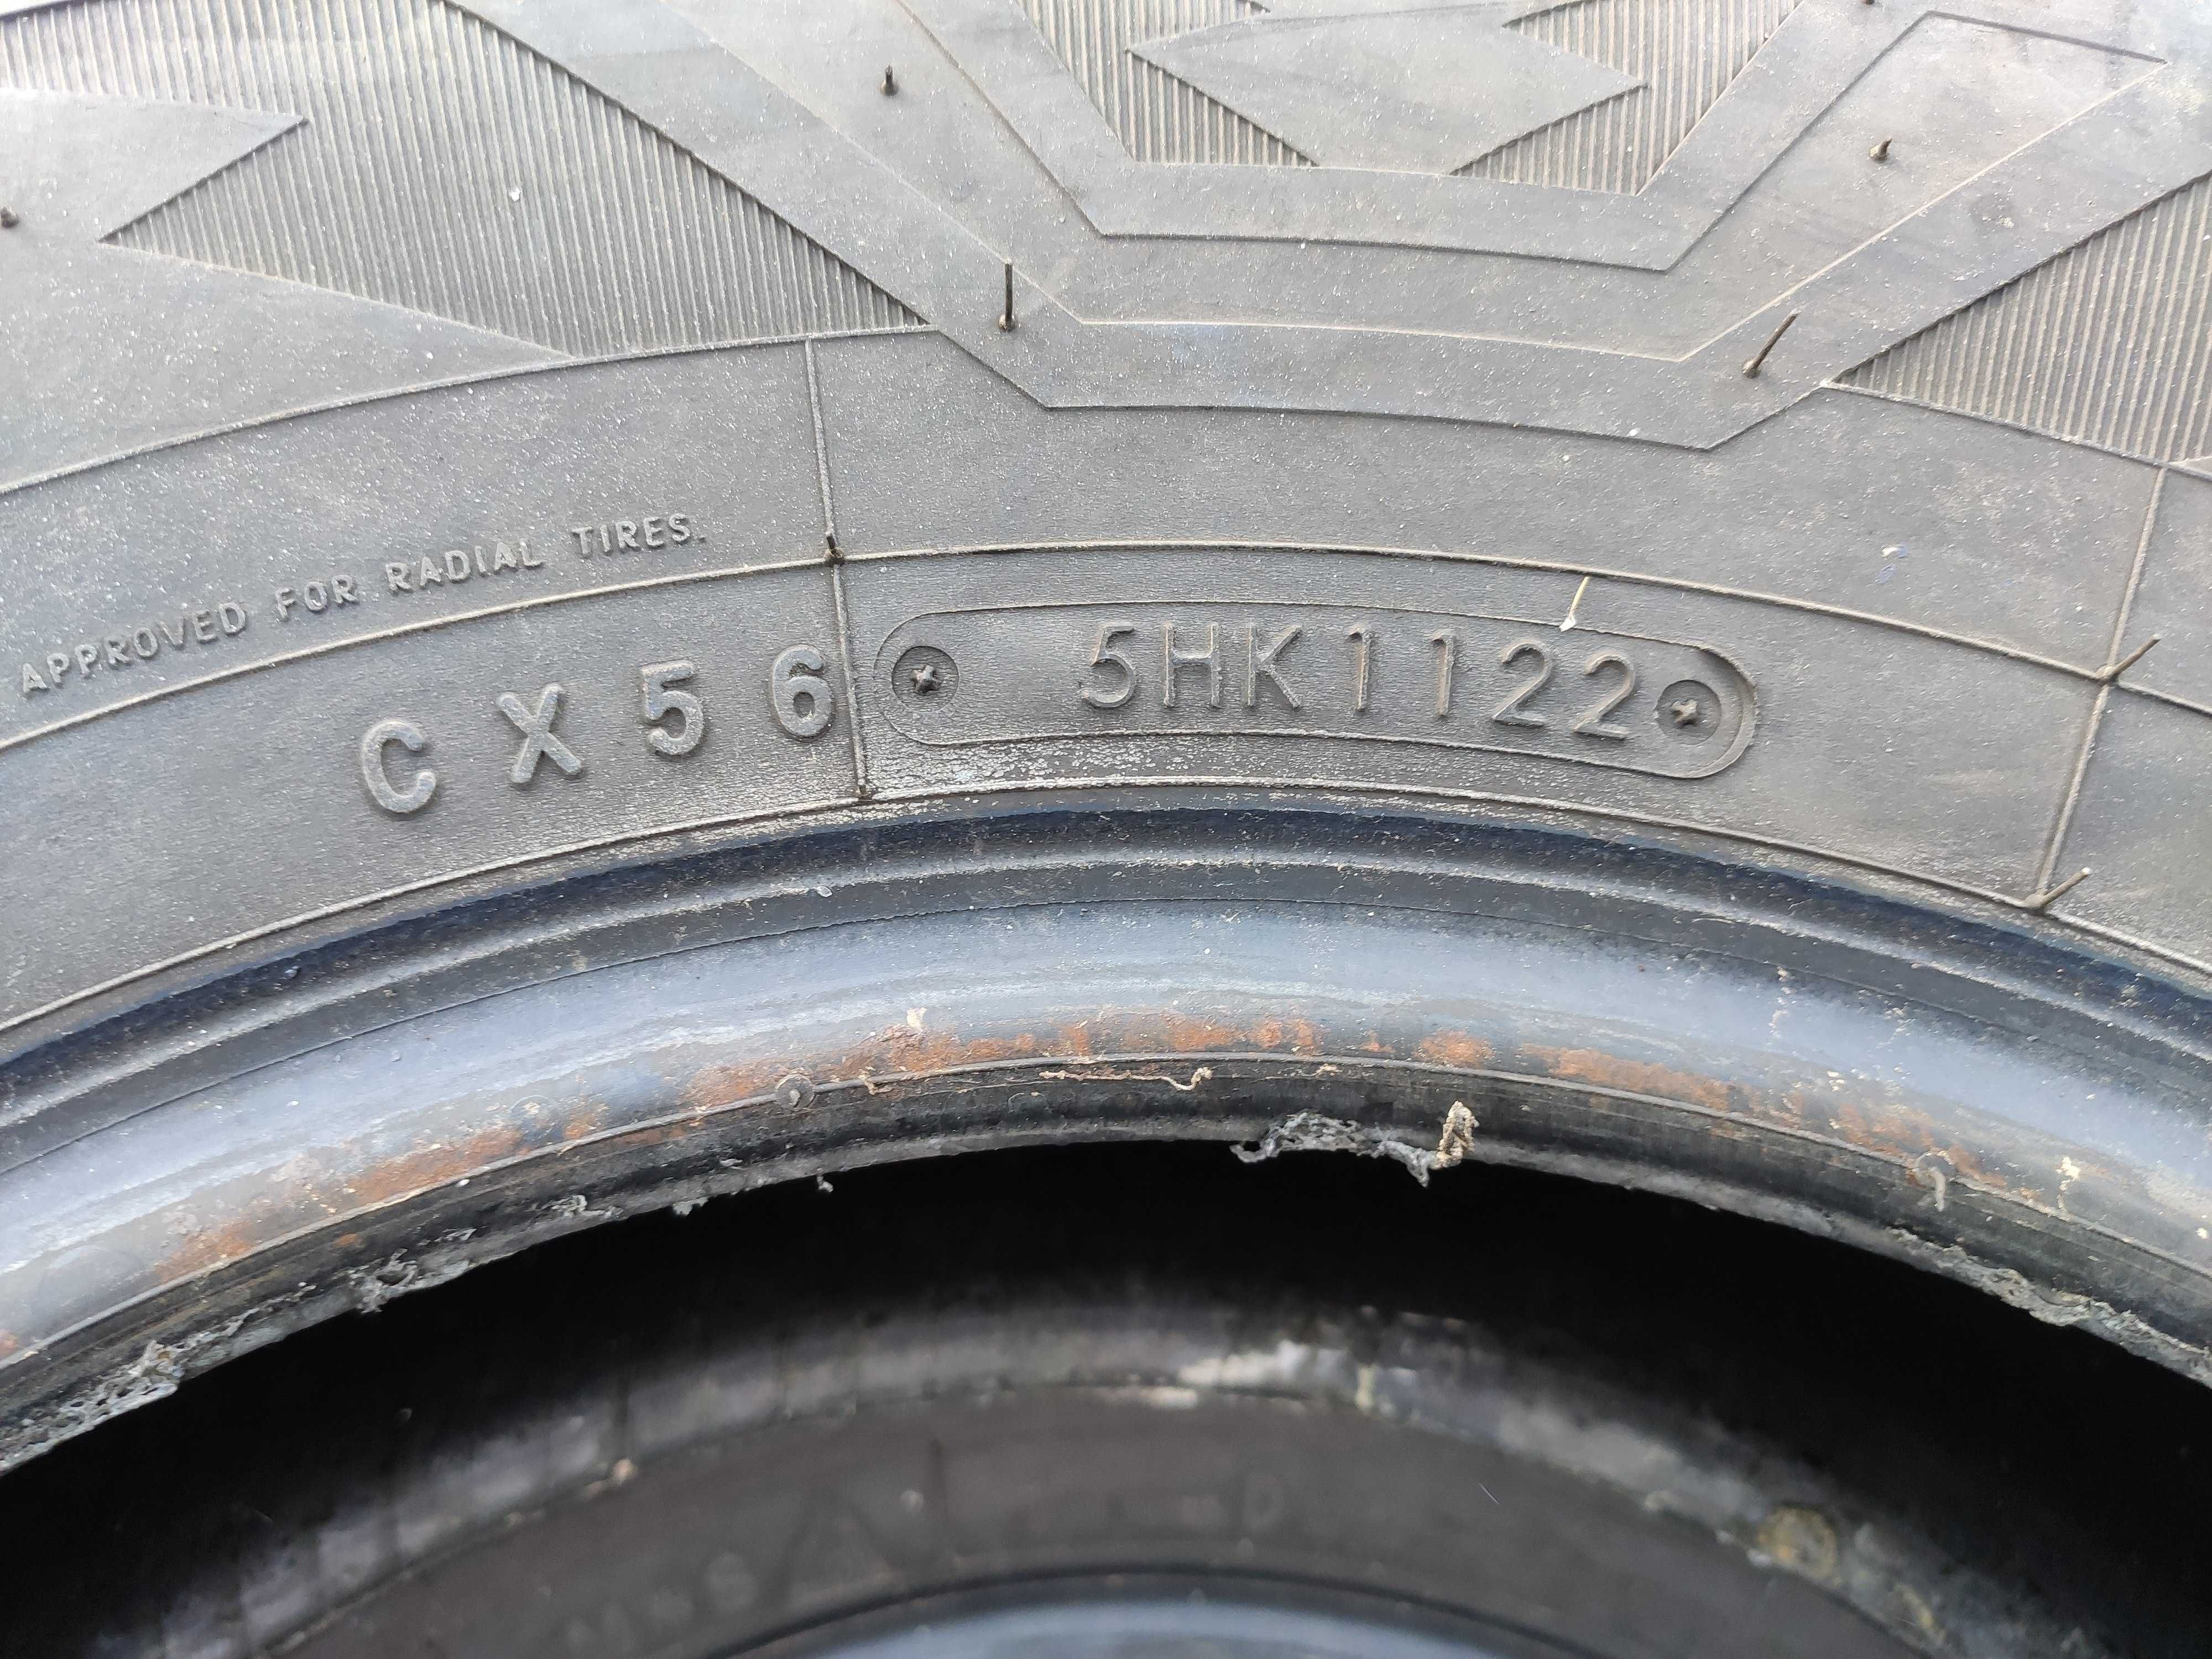 APPROVED FOR RADIAL TIRES.
CX56 5HK1122